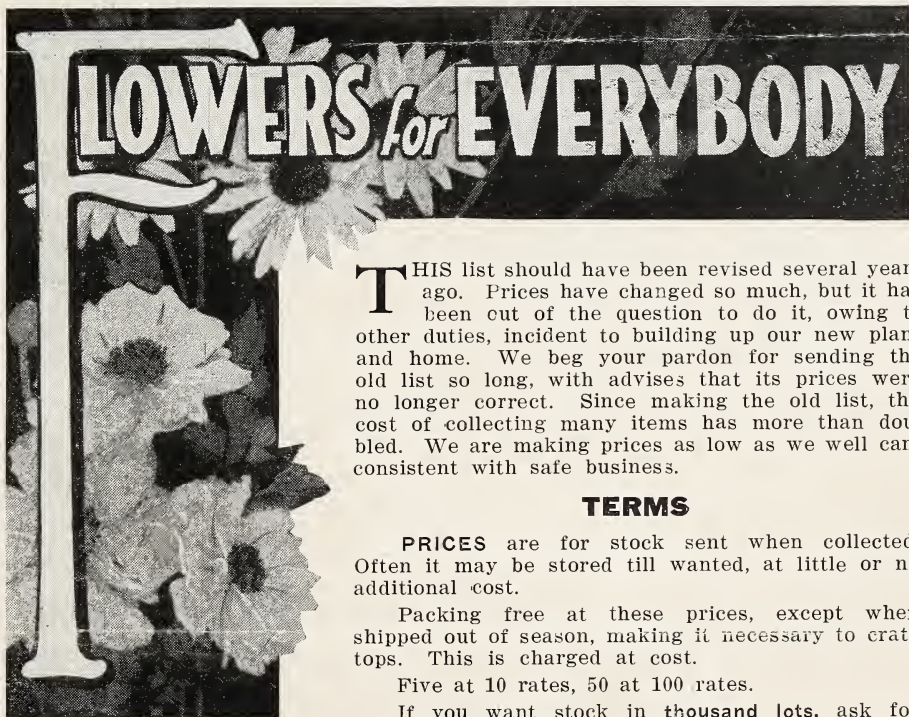 FLOWERS for EVERYBODY
THIS list should have been revised several year
ago. Prices have changed so much, but it ha
been cut of the question to do it, owing t
other duties, incident to building up our new plan
and home. We beg your pardon for sending th
old list so long, with advises that its prices wer
no longer correct. Since making the old list, th
cost of collecting many items has more than dou
bled. We are making prices as low as we well can
consistent with safe business.
TERMS
PRICES are for stock sent when collected
Often it may be stored till wanted, at little or n
additional cost.
Packing free at these prices, except when
shipped out of season, making it necessary to crat
tops. This is charged at cost.
Five at 10 rates, 50 at 100 rates.
If you want stock in thousand lots, ask fo